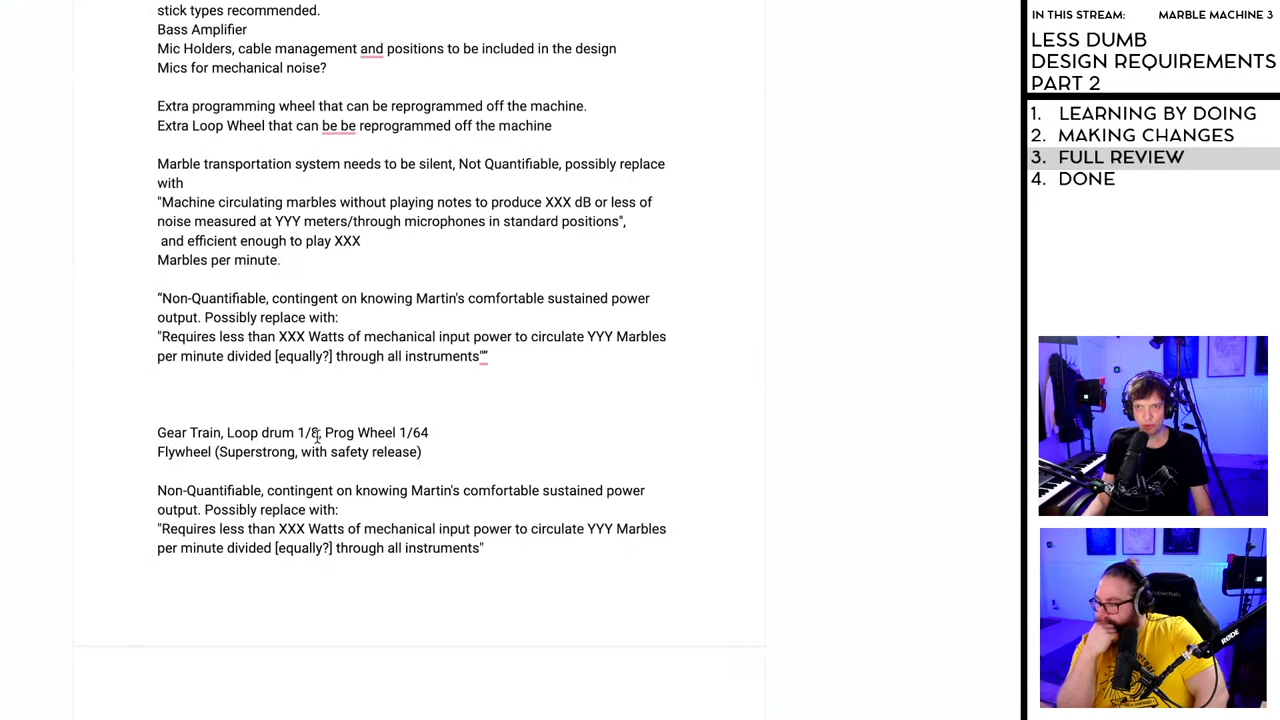 stick types recommended.
Bass Amplifier
Mic Holders, cable management and positions to be included in the design
Mics for mechanical noise?
Extra programming wheel that can be reprogrammed off the machine.
Extra Loop Wheel that can be be reprogrammed off the machine
Marble transportation system needs to be silent, Not Quantifiable, possibly replace
with
"Machine circulating marbles without playing notes to produce XXX dB or less of
noise measured at YYY meters/through microphones in standard positions",
and efficient enough to play XXX
Marbles per minute.
“Non-Quantifiable, contingent on knowing Martin's comfortable sustained power
output. Possibly replace with:
"Requires less than XXX Watts of mechanical input power to circulate YYY Marbles
per minute divided [equally?] through all instruments"”
Gear Train, Loop drum 1/8, Prog Wheel 1/64
Flywheel (Superstrong, with safety release)
Non-Quantifiable, contingent on knowing Martin's comfortable sustained power
output. Possibly replace with:
"Requires less than XXX Watts of mechanical input power to circulate YYY Marbles
per minute divided [equally?] through all instruments"
IN THIS STREAM: MARBLE MACHINE 3
LESS DUMB
DESIGN REQUIREMENTS
PART 2
1. LEARNING BY DOING
2. MAKING CHANGES
3. FULL REVIEW
4. DONE
RØDE